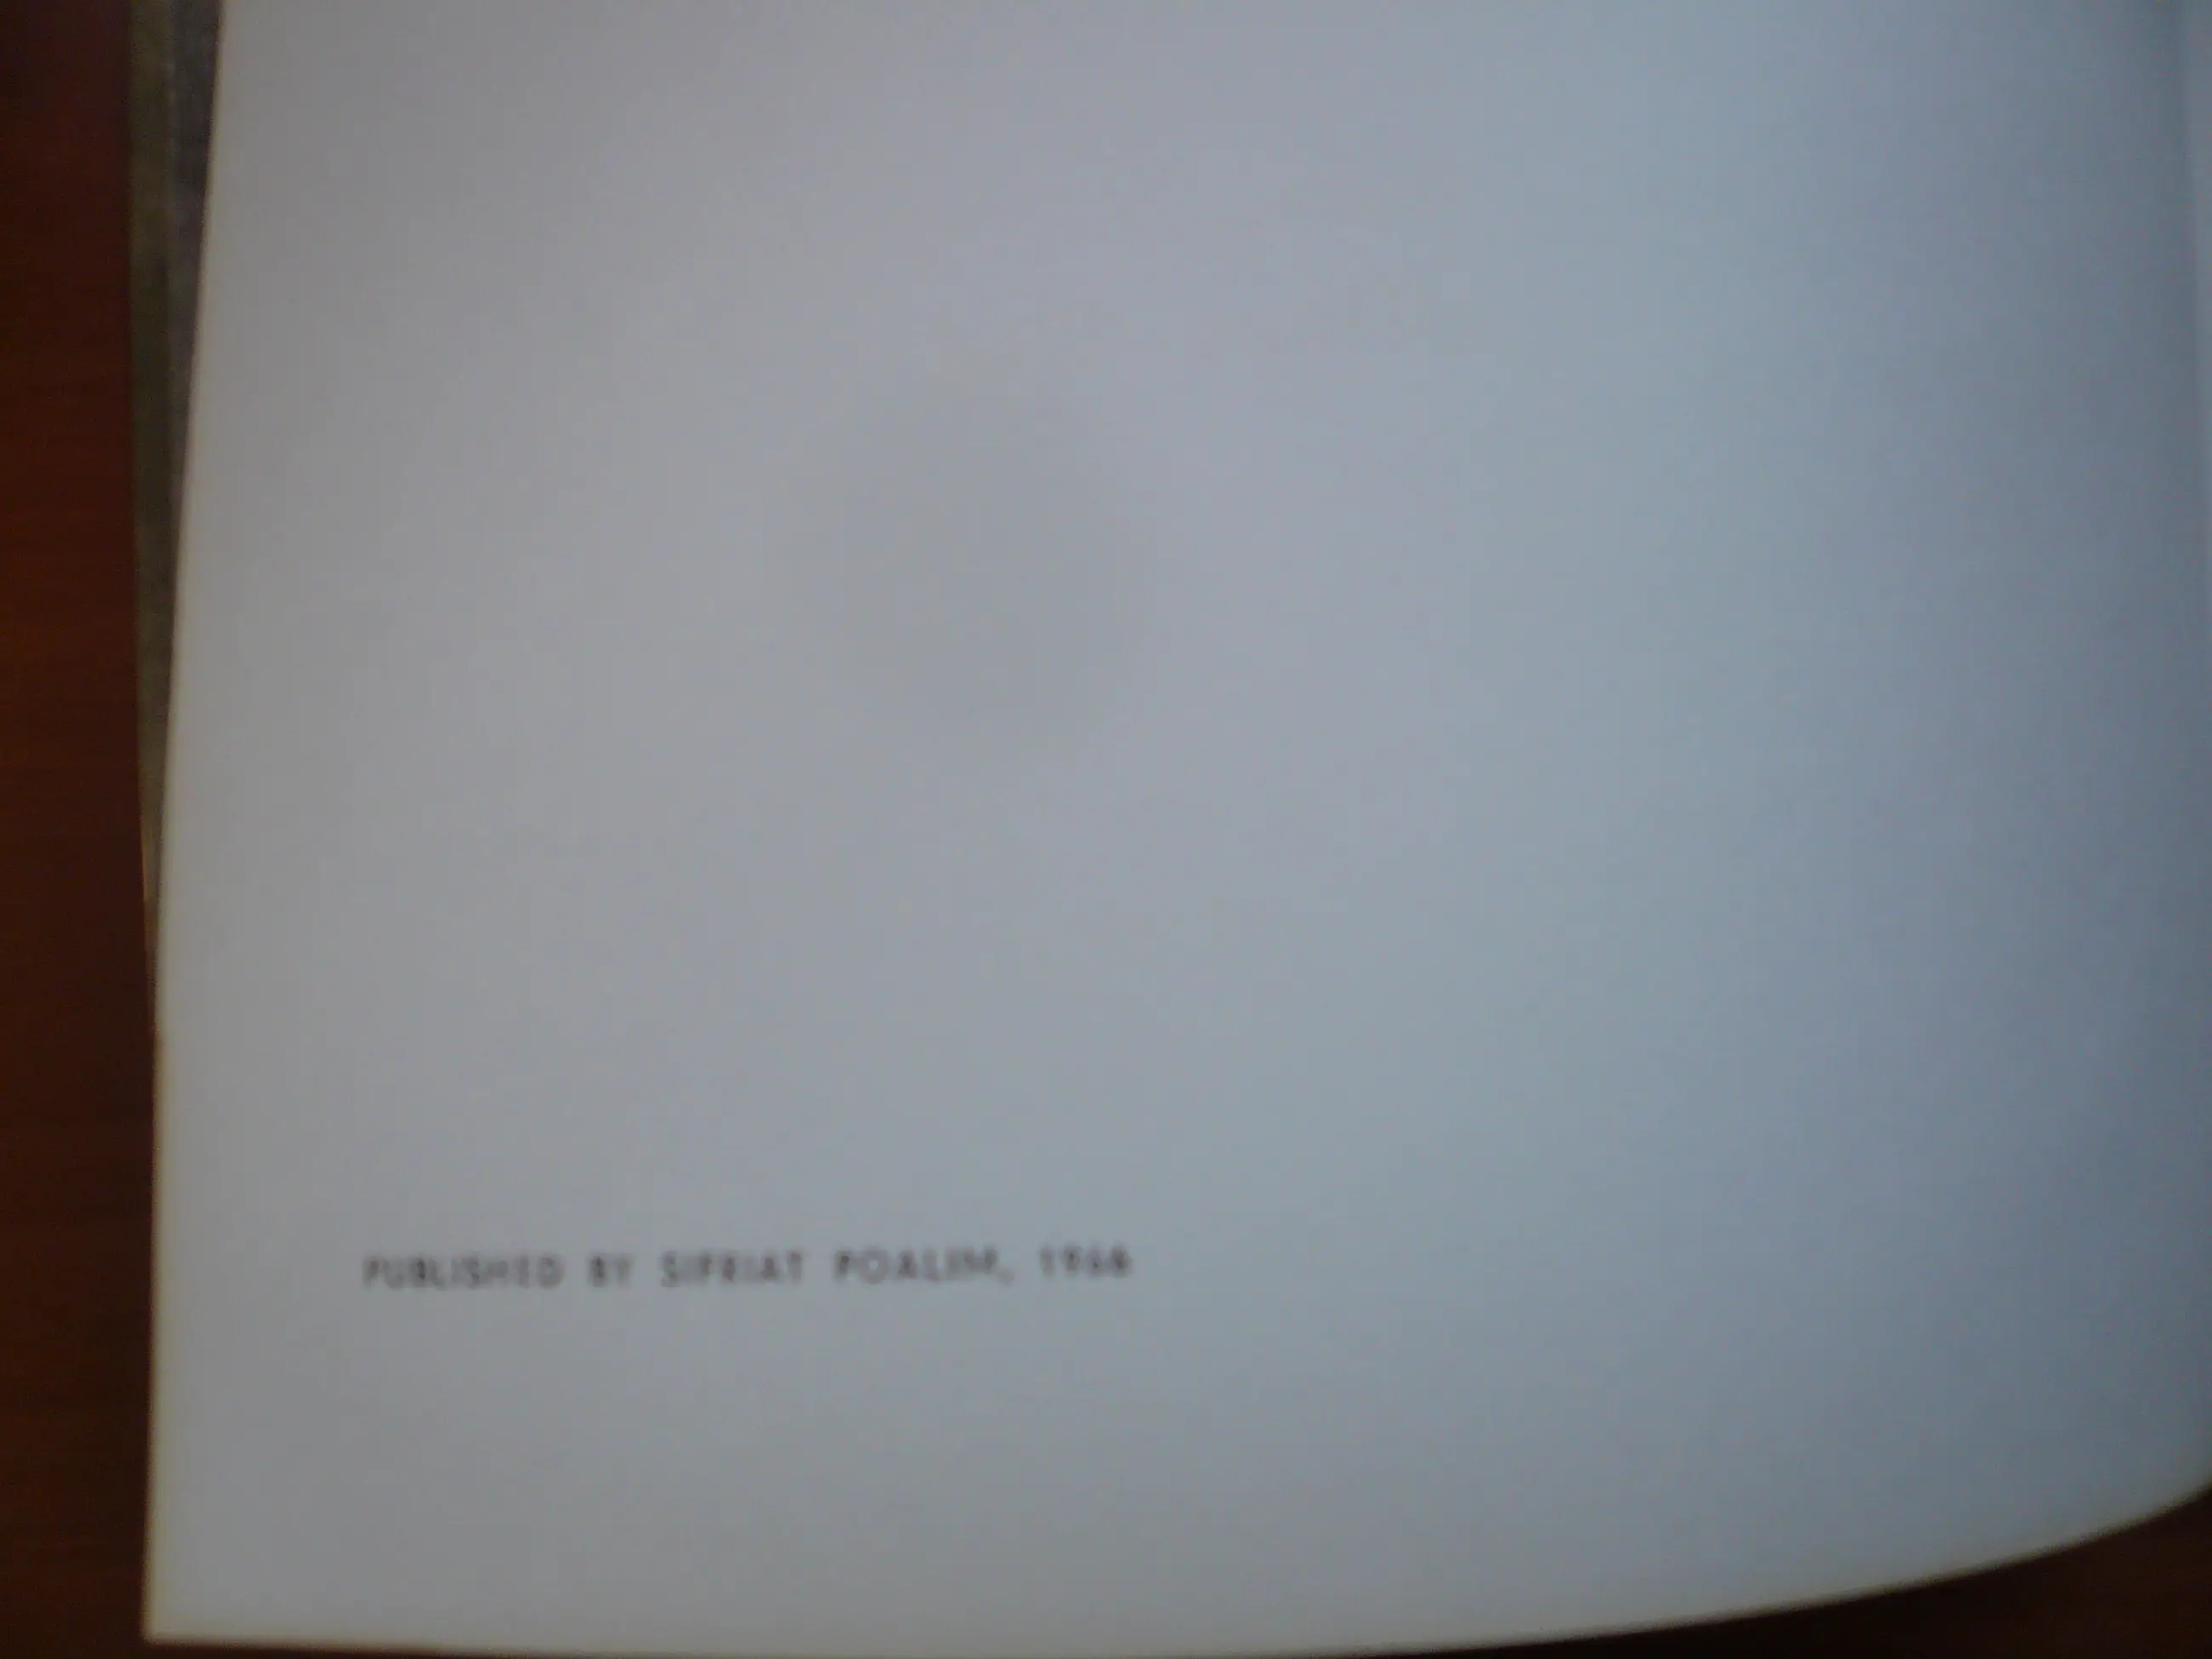 PUBLISHED BY SIFRIAT POALIM, 1966